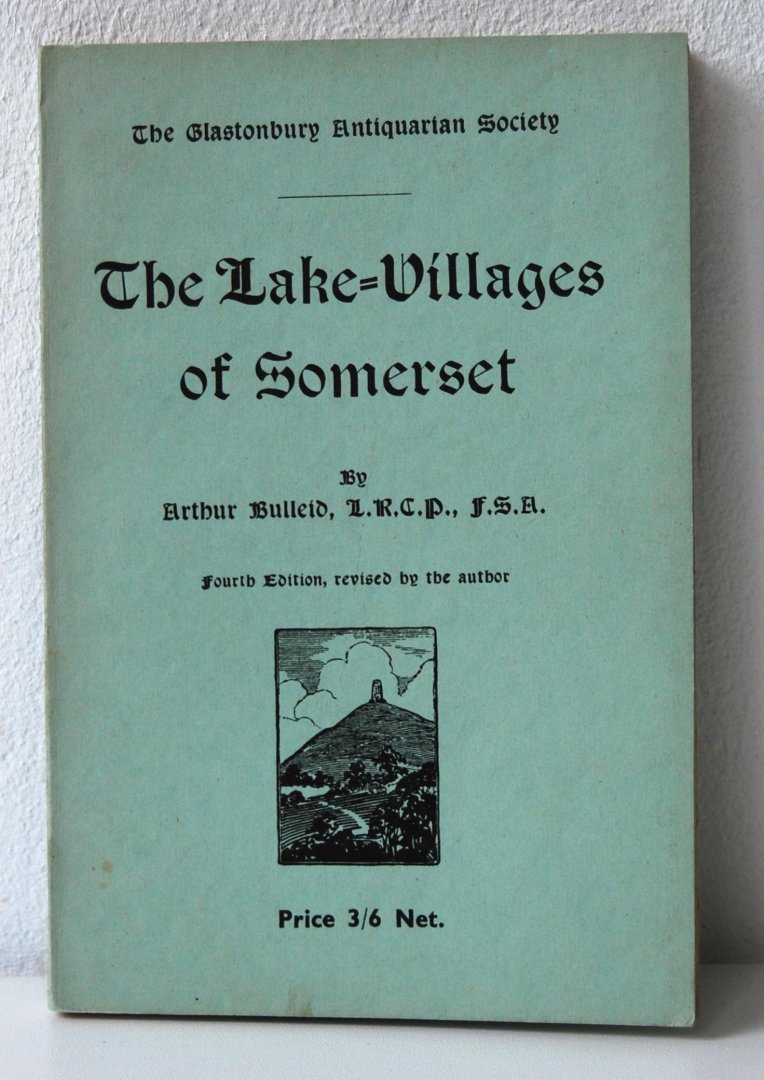 The Glastonbury Antiquarian Society
The Lake=Villages
of Somerset
By
Arthur Bulleid, L.R.C.P., F.S.A.
Fourth Edition, revised by the author
Price 3/6 Net.